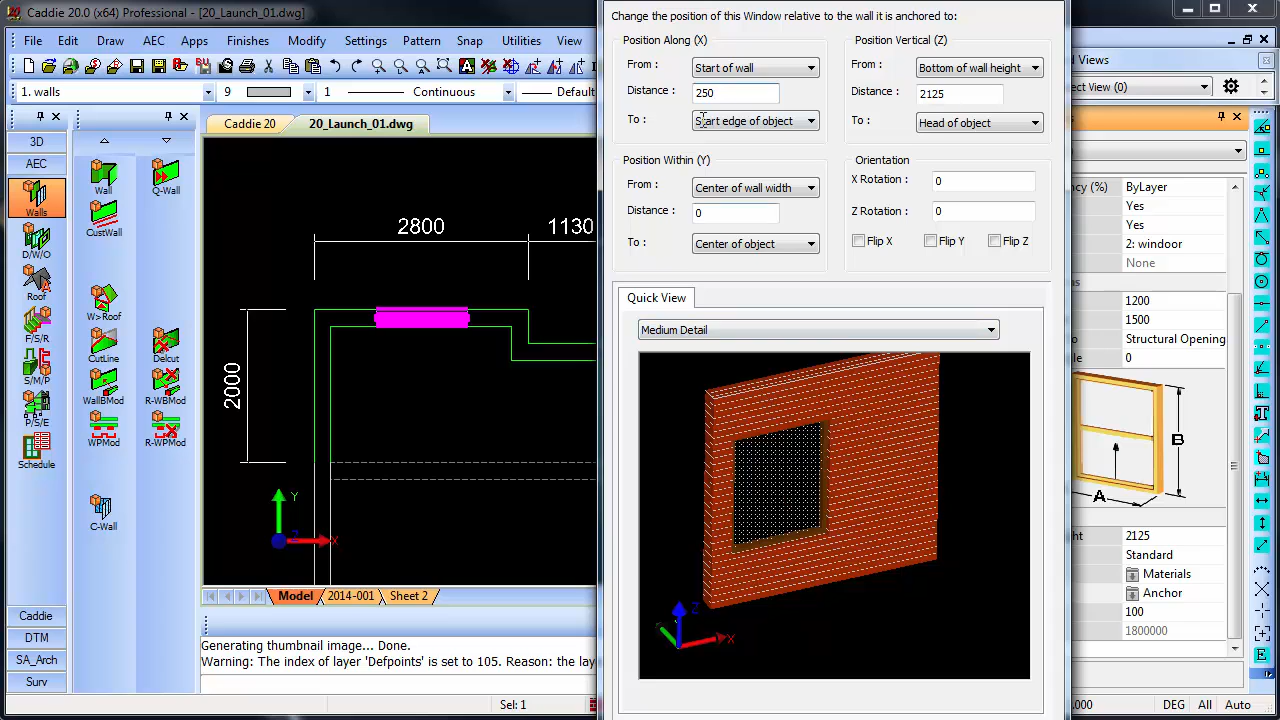 Caddie 20.0 (x64) Professional - [20_Launch_01.dwg]
File Edit Draw AEC Apps Finishes Modify Settings Pattern Snap Utilities View
1. walls 9 1 Continuous Default
3D
AEC
Walls
D/W/O
Roof
F/S/R
S/M/P
P/S/E
Schedule
Caddie
DTM
SA_Arch
Surv
Wall Q-Wall
CustWall
W>Roof
CutLine Delcut
WallBMod R-WBMod
WPMod R-WPMod
C-Wall
Caddie 20 20_Launch_01.dwg
2800 1130
2000
Y
Z X
Model 2014-001 Sheet 2
Generating thumbnail image... Done.
Warning: The index of layer 'Defpoints' is set to 105. Reason: the lay
Sel: 1
Change the position of this Window relative to the wall it is anchored to:
Position Along (X)
From : Start of wall
Distance : 250
To : Start edge of object
Position Vertical (Z)
From : Bottom of wall height
Distance : 2125
To : Head of object
Position Within (Y)
From : Center of wall width
Distance : 0
To : Center of object
Orientation
X Rotation : 0
Z Rotation : 0
Flip X Flip Y Flip Z
Quick View
Medium Detail
Z
X
d Views
ect View (0)
s
cy (%) ByLayer
Yes
Yes
2: windoor
None
ns
1200
1500
Structural Opening
le 0
B
A
ht 2125
Standard
Materials
Anchor
100
1800000
.000 DEG All Auto